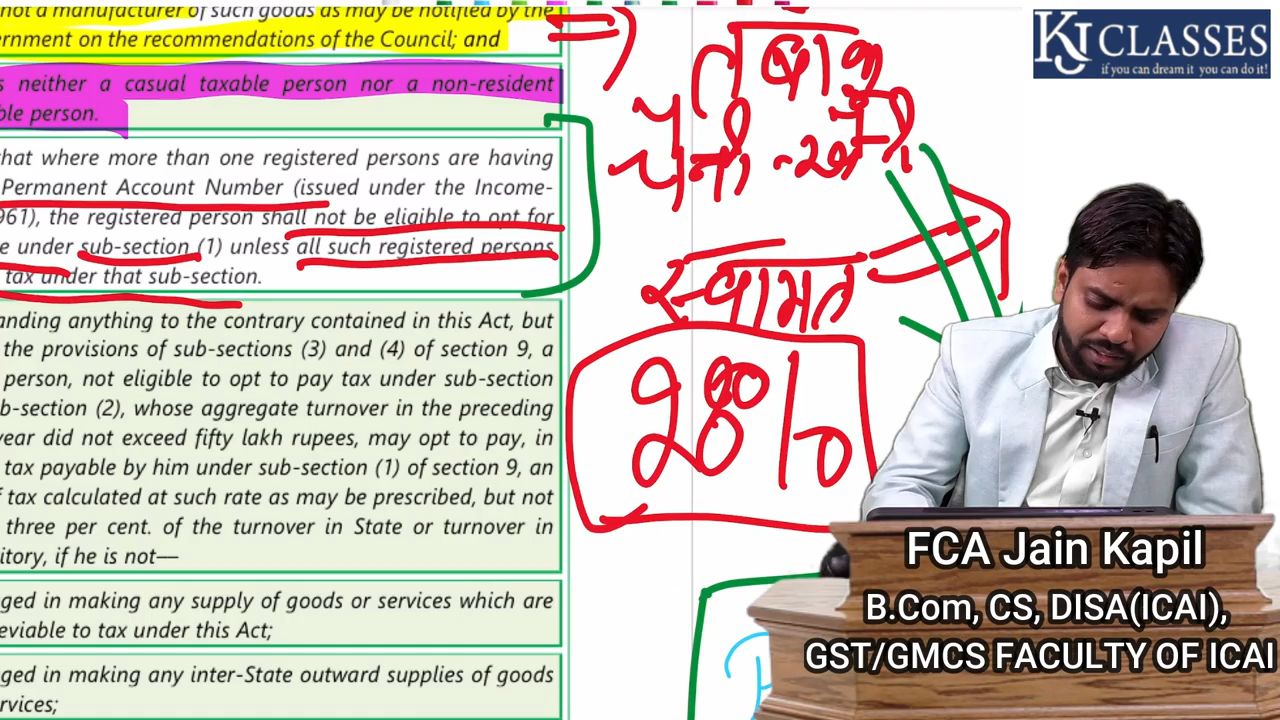 not a manufacturer of such goods as may be notified by the
ernment on the recommendations of the Council; and
s neither a casual taxable person nor a non-resident
ble person.
hat where more than one registered persons are having
Permanent Account Number (issued under the Income-
961), the registered person shall not be eligible to opt for
e under sub-section (1) unless all such registered persons
tax under that sub-section.
anding anything to the contrary contained in this Act, but
the provisions of sub-sections (3) and (4) of section 9, a
person, not eligible to opt to pay tax under sub-section
b-section (2), whose aggregate turnover in the preceding
year did not exceed fifty lakh rupees, may opt to pay, in
tax payable by him under sub-section (1) of section 9, an
f tax calculated at such rate as may be prescribed, but not
three per cent. of the turnover in State or turnover in
itory, if he is not—
ged in making any supply of goods or services which are
eviable to tax under this Act;
ged in making any inter-State outward supplies of goods
rvices;
KJ CLASSES
if you can dream it you can do it!
FCA Jain Kapil
B.Com, CS, DISA(ICAI),
GST/GMCS FACULTY OF ICAI